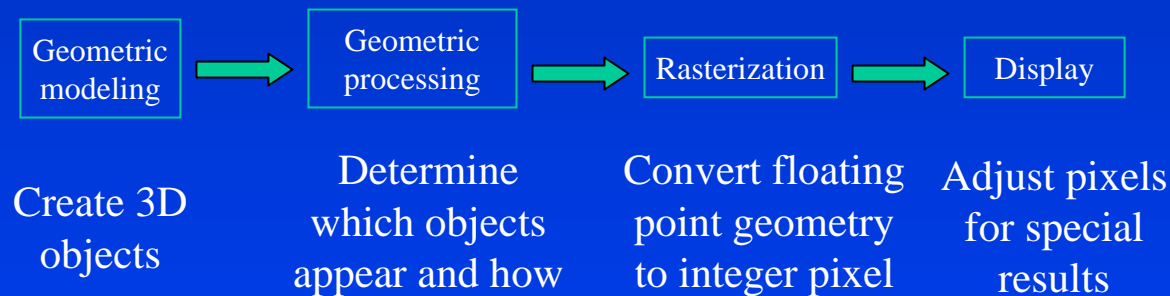 Geometric
modeling
Geometric
processing
Rasterization
Display
Create 3D
objects
Determine
which objects
appear and how
Convert floating
point geometry
to integer pixel
Adjust pixels
for special
results